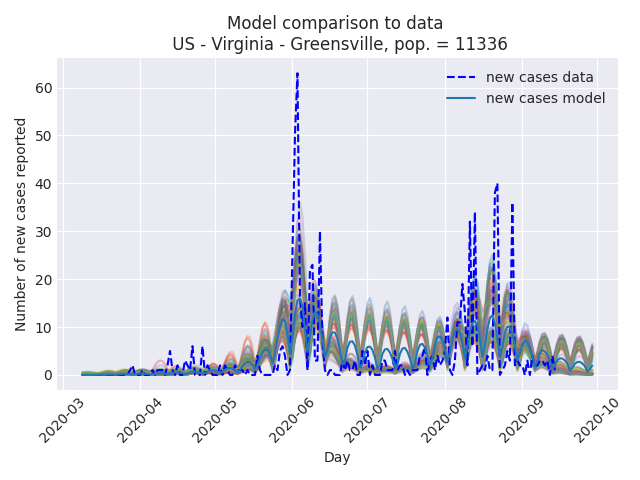 Model comparison to data
US - Virginia - Greensville, pop. = 11336
new cases data
new cases model
Number of new cases reported
60
50
40
30
20
10
0
2020-03
2020-04
2020-05
2020-06
2020-07
2020-08
2020-09
2020-10
Day